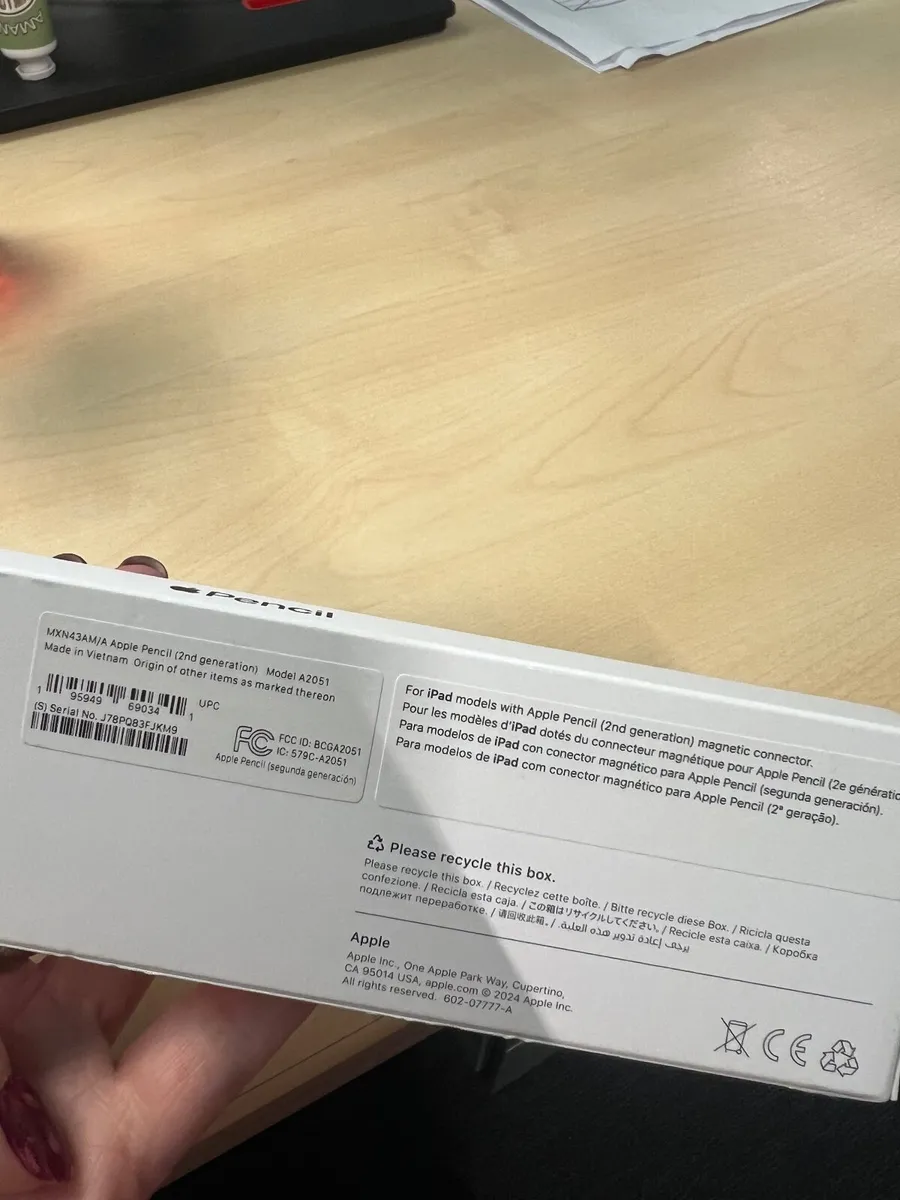 Pencil
MXN43AM/A Apple Pencil (2nd generation) Model A2051
Made in Vietnam Origin of other items as marked thereon
1 95949 69034 1 UPC
(S) Serial No. J78PQ83FJKM9
FC FCC ID: BCGA2051
IC: 579C-A2051
Apple Pencil (segunda generación)
For iPad models with Apple Pencil (2nd generation) magnetic connector.
Pour les modèles d'iPad dotés du connecteur magnétique pour Apple Pencil (2e génératio
Para modelos de iPad con conector magnético para Apple Pencil (segunda generación).
Para modelos de iPad com conector magnético para Apple Pencil (2ª geração).
Please recycle this box.
Please recycle this box. / Recyclez cette boîte. / Bitte recycle diese Box. / Ricicla questa
confezione. / Recicla esta caja. / この箱はリサイクルしてください。 / Recicle esta caixa. / Коробка
подлежит переработке. / 请回收此箱。 / .يرجى إعادة تدوير هذه العلبة
Apple
Apple Inc., One Apple Park Way, Cupertino,
CA 95014 USA, apple.com © 2024 Apple Inc.
All rights reserved. 602-07777-A
CE